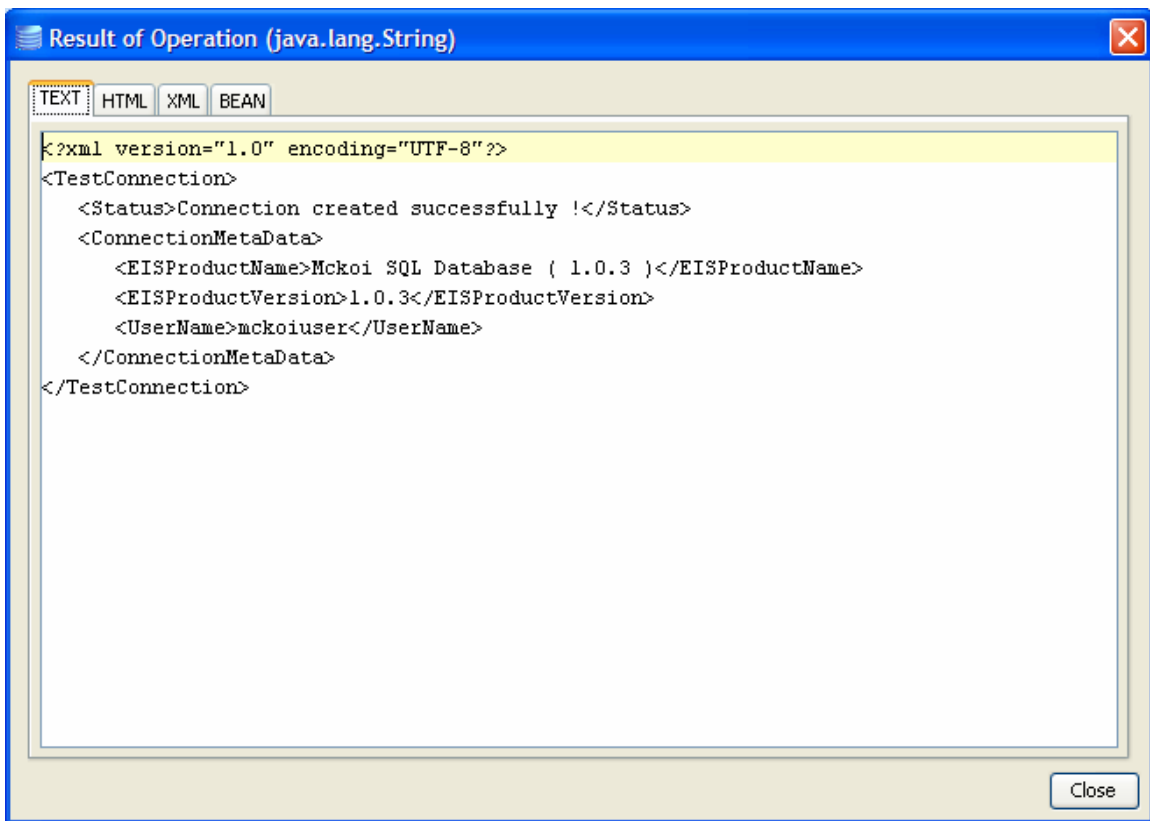 Result of Operation (java.lang.String)
TEXT HTML XML BEAN
<?xml version="1.0" encoding="UTF-8"?>
<TestConnection>
   <Status>Connection created successfully !</Status>
   <ConnectionMetaData>
      <EISProductName>Mckoi SQL Database ( 1.0.3 )</EISProductName>
      <EISProductVersion>1.0.3</EISProductVersion>
      <UserName>mckoiuser</UserName>
   </ConnectionMetaData>
</TestConnection>
Close